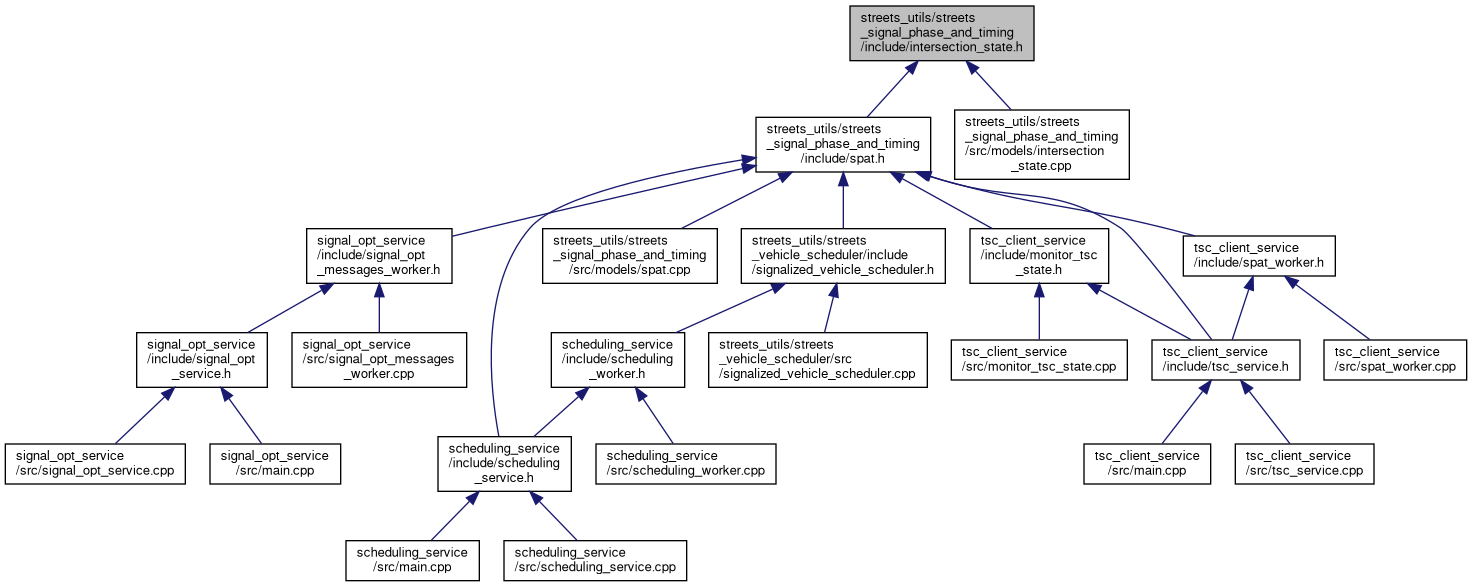 streets_utils/streets
_signal_phase_and_timing
/include/intersection_state.h
streets_utils/streets
_signal_phase_and_timing
/include/spat.h
streets_utils/streets
_signal_phase_and_timing
/src/models/intersection
_state.cpp
signal_opt_service
/include/signal_opt
_messages_worker.h
streets_utils/streets
_signal_phase_and_timing
/src/models/spat.cpp
streets_utils/streets
_vehicle_scheduler/include
/signalized_vehicle_scheduler.h
tsc_client_service
/include/monitor_tsc
_state.h
tsc_client_service
/include/spat_worker.h
signal_opt_service
/include/signal_opt
_service.h
signal_opt_service
/src/signal_opt_messages
_worker.cpp
scheduling_service
/include/scheduling
_worker.h
streets_utils/streets
_vehicle_scheduler/src
/signalized_vehicle_scheduler.cpp
tsc_client_service
/src/monitor_tsc_state.cpp
tsc_client_service
/include/tsc_service.h
tsc_client_service
/src/spat_worker.cpp
signal_opt_service
/src/signal_opt_service.cpp
signal_opt_service
/src/main.cpp
scheduling_service
/include/scheduling
_service.h
scheduling_service
/src/scheduling_worker.cpp
tsc_client_service
/src/main.cpp
tsc_client_service
/src/tsc_service.cpp
scheduling_service
/src/main.cpp
scheduling_service
/src/scheduling_service.cpp